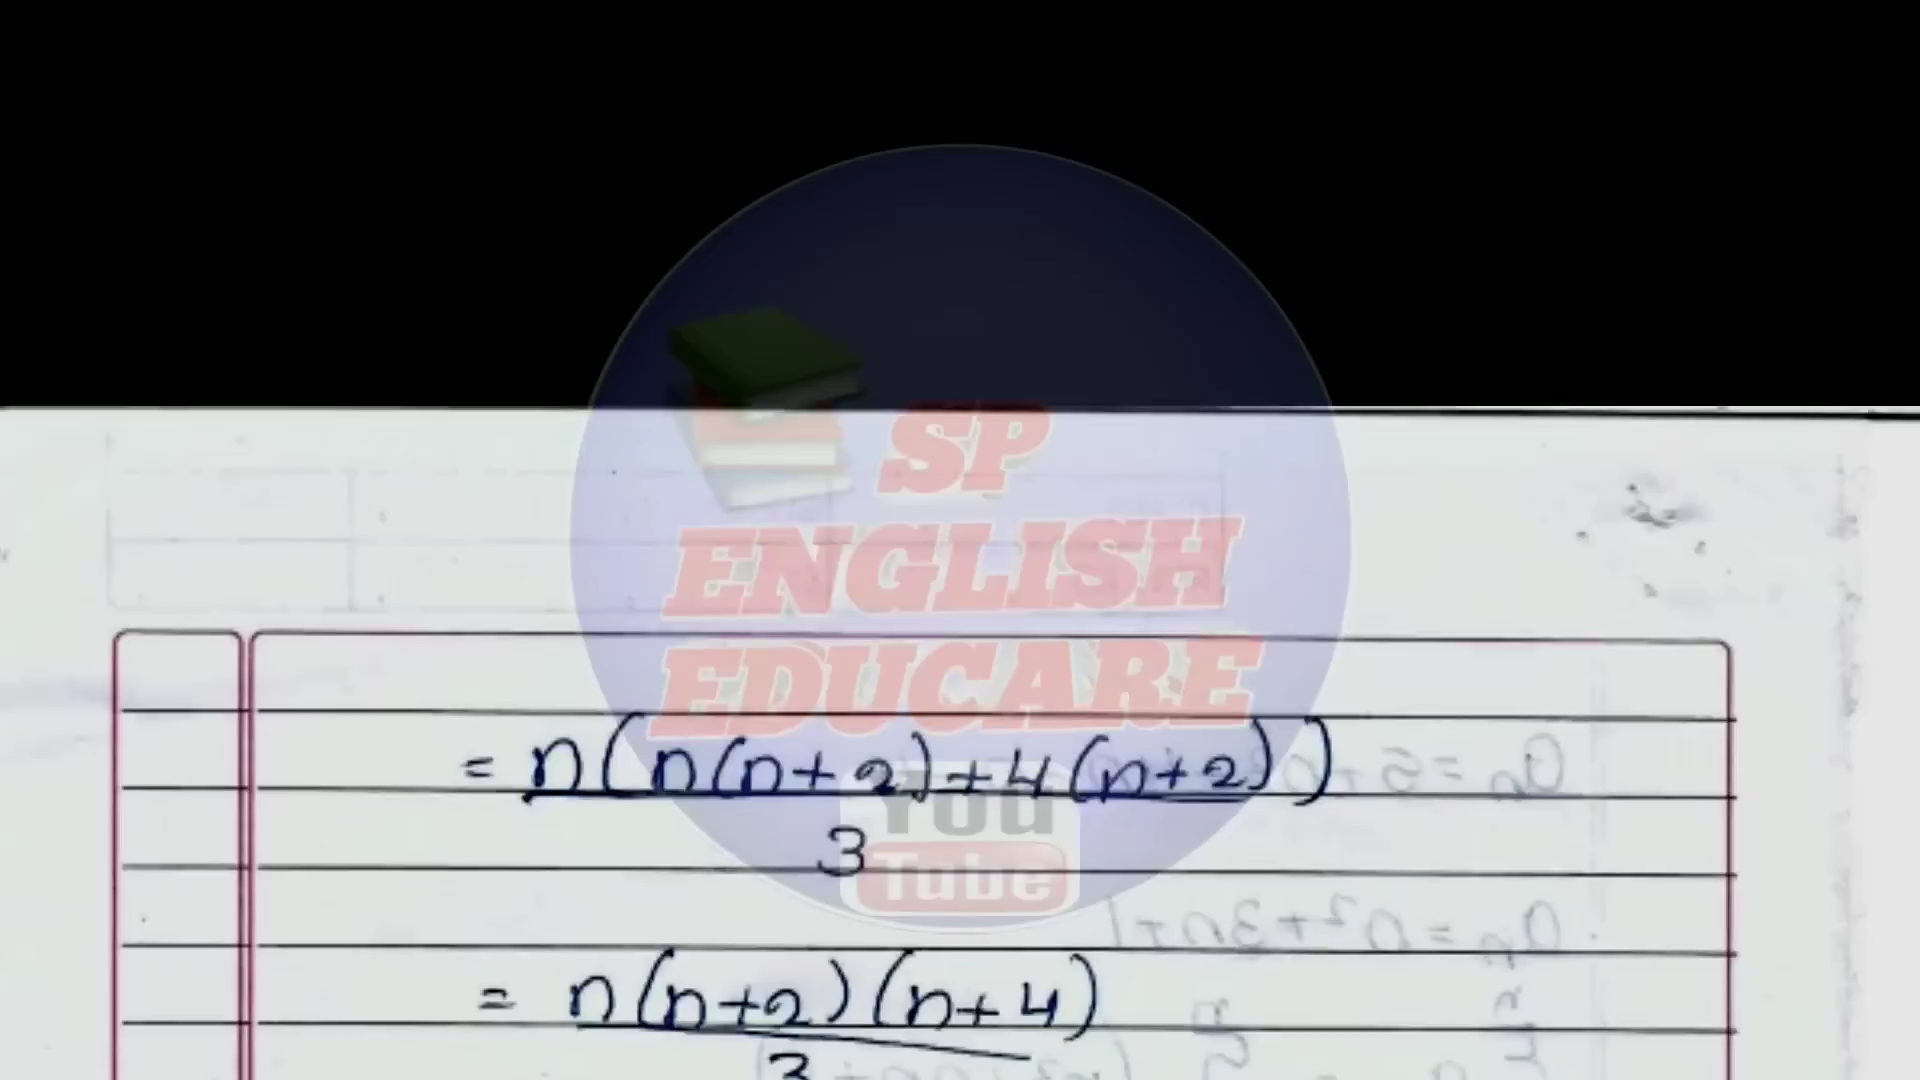 SP
ENGLISH
EDUCARE
= n(n(n+2)+4(n+2))
You
3
Tube
= n(n+2)(n+4)
3